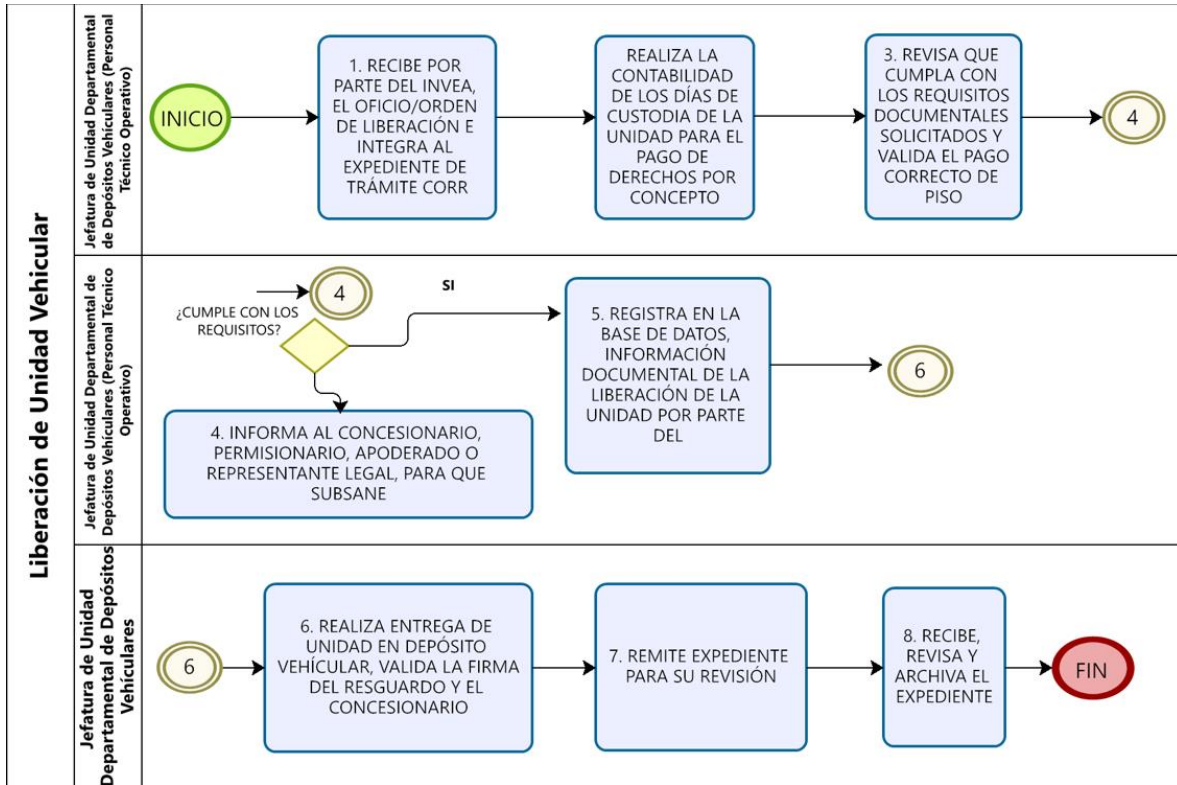 Liberación de Unidad Vehicular
Jefatura de Unidad Departamental
de Depósitos Vehiculares (Personal
Técnico Operativo)
INICIO
1. RECIBE POR
PARTE DEL INVEA,
EL OFICIO/ORDEN
DE LIBERACIÓN E
INTEGRA AL
EXPEDIENTE DE
TRÁMITE CORR
REALIZA LA
CONTABILIDAD
DE LOS DÍAS DE
CUSTODIA DE LA
UNIDAD PARA EL
PAGO DE
DERECHOS POR
CONCEPTO
3. REVISA QUE
CUMPLA CON
LOS REQUISITOS
DOCUMENTALES
SOLICITADOS Y
VALIDA EL PAGO
CORRECTO DE
PISO
4
Jefatura de Unidad Departamental de
Depósitos Vehiculares (Personal Técnico
Operativo)
4
¿CUMPLE CON LOS
REQUISITOS?
SI
4. INFORMA AL CONCESIONARIO,
PERMISIONARIO, APODERADO O
REPRESENTANTE LEGAL, PARA QUE
SUBSANE
5. REGISTRA EN LA
BASE DE DATOS,
INFORMACIÓN
DOCUMENTAL DE LA
LIBERACIÓN DE LA
UNIDAD POR PARTE
DEL
6
Jefatura de Unidad
Departamental de Depósitos
Vehículares
6
6. REALIZA ENTREGA DE
UNIDAD EN DEPÓSITO
VEHÍCULAR, VALIDA LA FIRMA
DEL RESGUARDO Y EL
CONCESIONARIO
7. REMITE EXPEDIENTE
PARA SU REVISIÓN
8. RECIBE,
REVISA Y
ARCHIVA EL
EXPEDIENTE
FIN